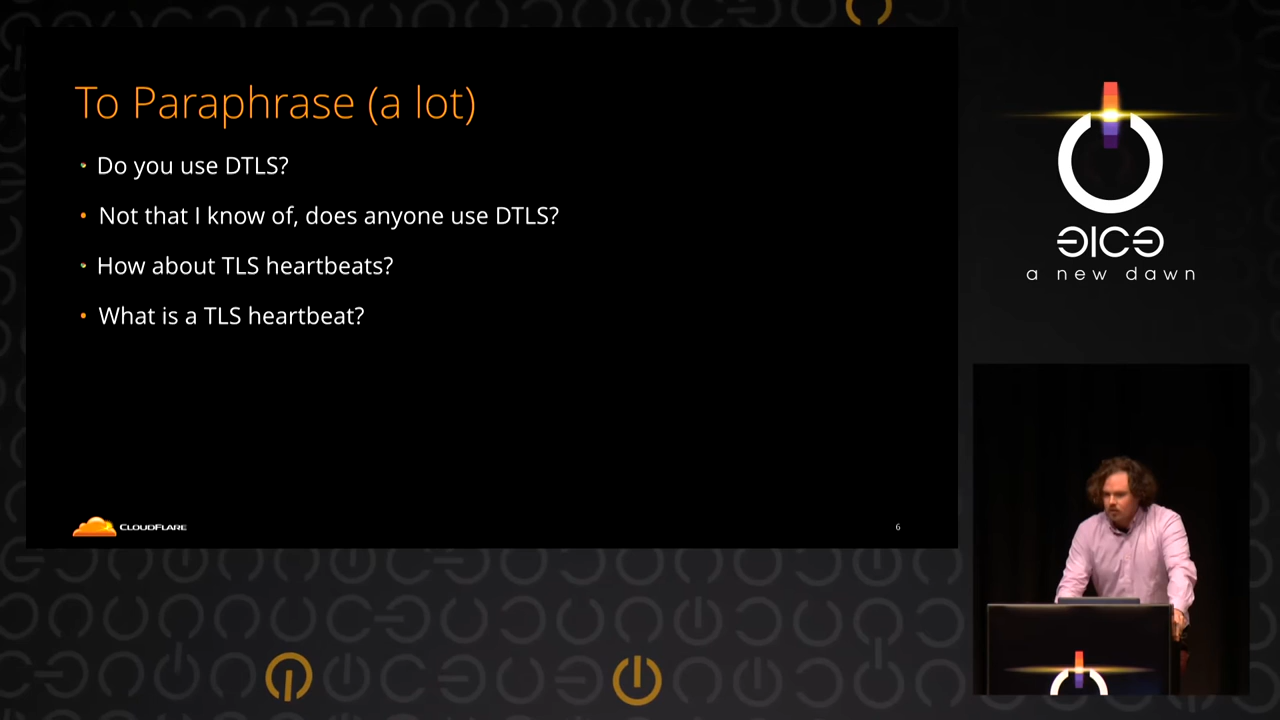 To Paraphrase (a lot)
• Do you use DTLS?
• Not that I know of, does anyone use DTLS?
• How about TLS heartbeats?
• What is a TLS heartbeat?
CLOUDFLARE
6
a new dawn